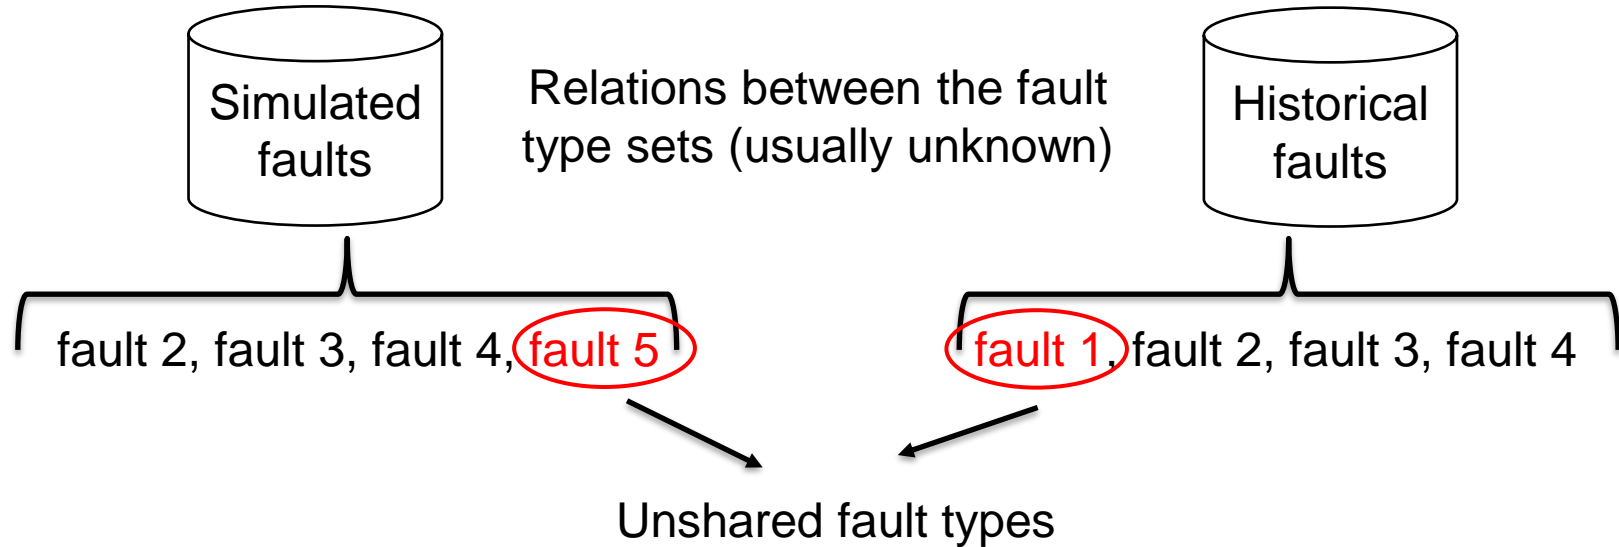 Simulated
faults
Relations between the fault
type sets (usually unknown)
Historical
faults
fault 2, fault 3, fault 4, fault 5
fault 1, fault 2, fault 3, fault 4
Unshared fault types